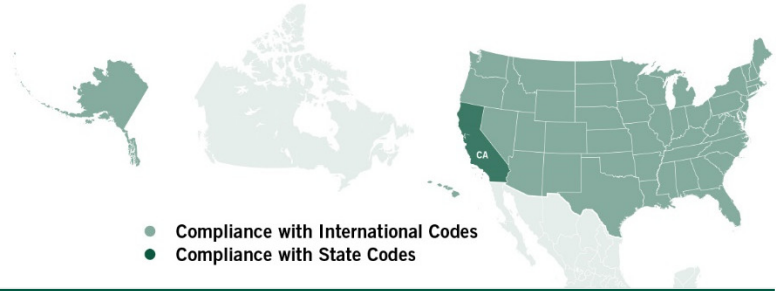 CA
Compliance with International Codes
Compliance with State Codes